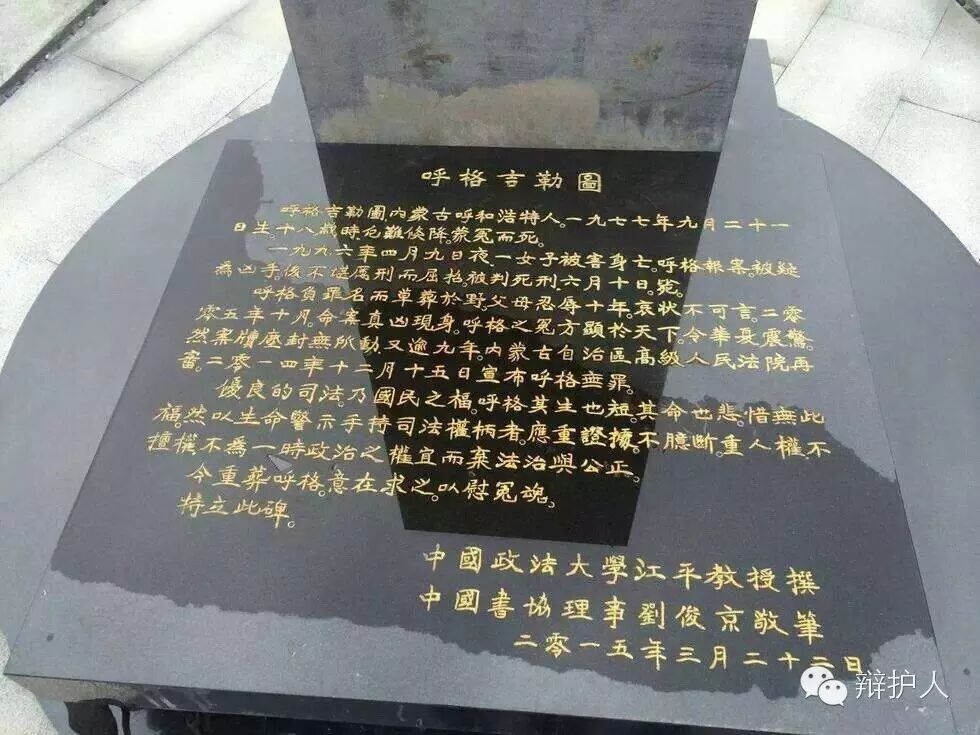 呼格吉勒圖
呼格吉勒圖內蒙古呼和浩特人。一九七七年九月二十一
日生。十八歲時危難倏降。蒙冤而死。
一九九六年四月九日夜一女子被害身亡。呼格報案。被疑
為凶手。後不堪厲刑而屈招。被判死刑六月十日。毙。
呼格負罪名而草葬於野。父母忍辱十年。哀狀不可言。二零
零五年十月。命案真凶現身。呼格之冤方顯於天下。令華夏震驚。
然案牘塵封無所動。又逾九年。內蒙古自治區高級人民法院再
審。二零一四年十二月十五日宣布呼格無罪。
優良的司法。乃國民之福。呼格其生也短。其命也悲。惜無此
福。然以生命警示手持司法權柄者。應重證據。不臆斷。重人權。不
擅權。不為一時政治之權宜而棄法治與公正。
今重葬呼格。意在求之。以慰冤魂。
特立此碑。
中國政法大學江平教授撰
中國書協理事劉俊京敬筆
二零一五年三月二十二日
辩护人